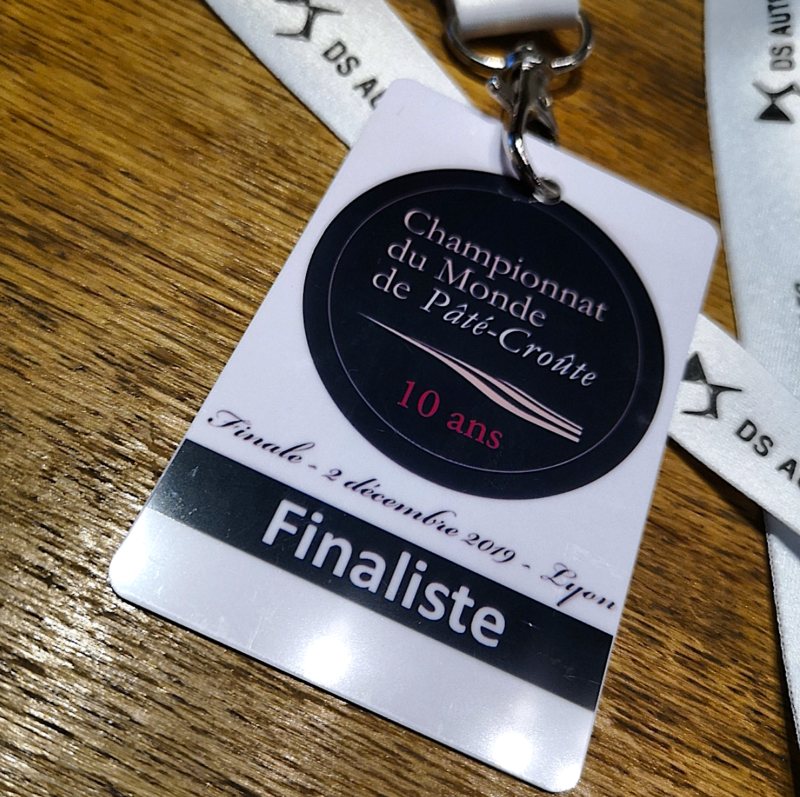 DS AU
DS AUTO
Championnat
du Monde
de Pâté-Croûte
10 ans
Finale - 2 décembre 2019 - Lyon
Finaliste
DS AU